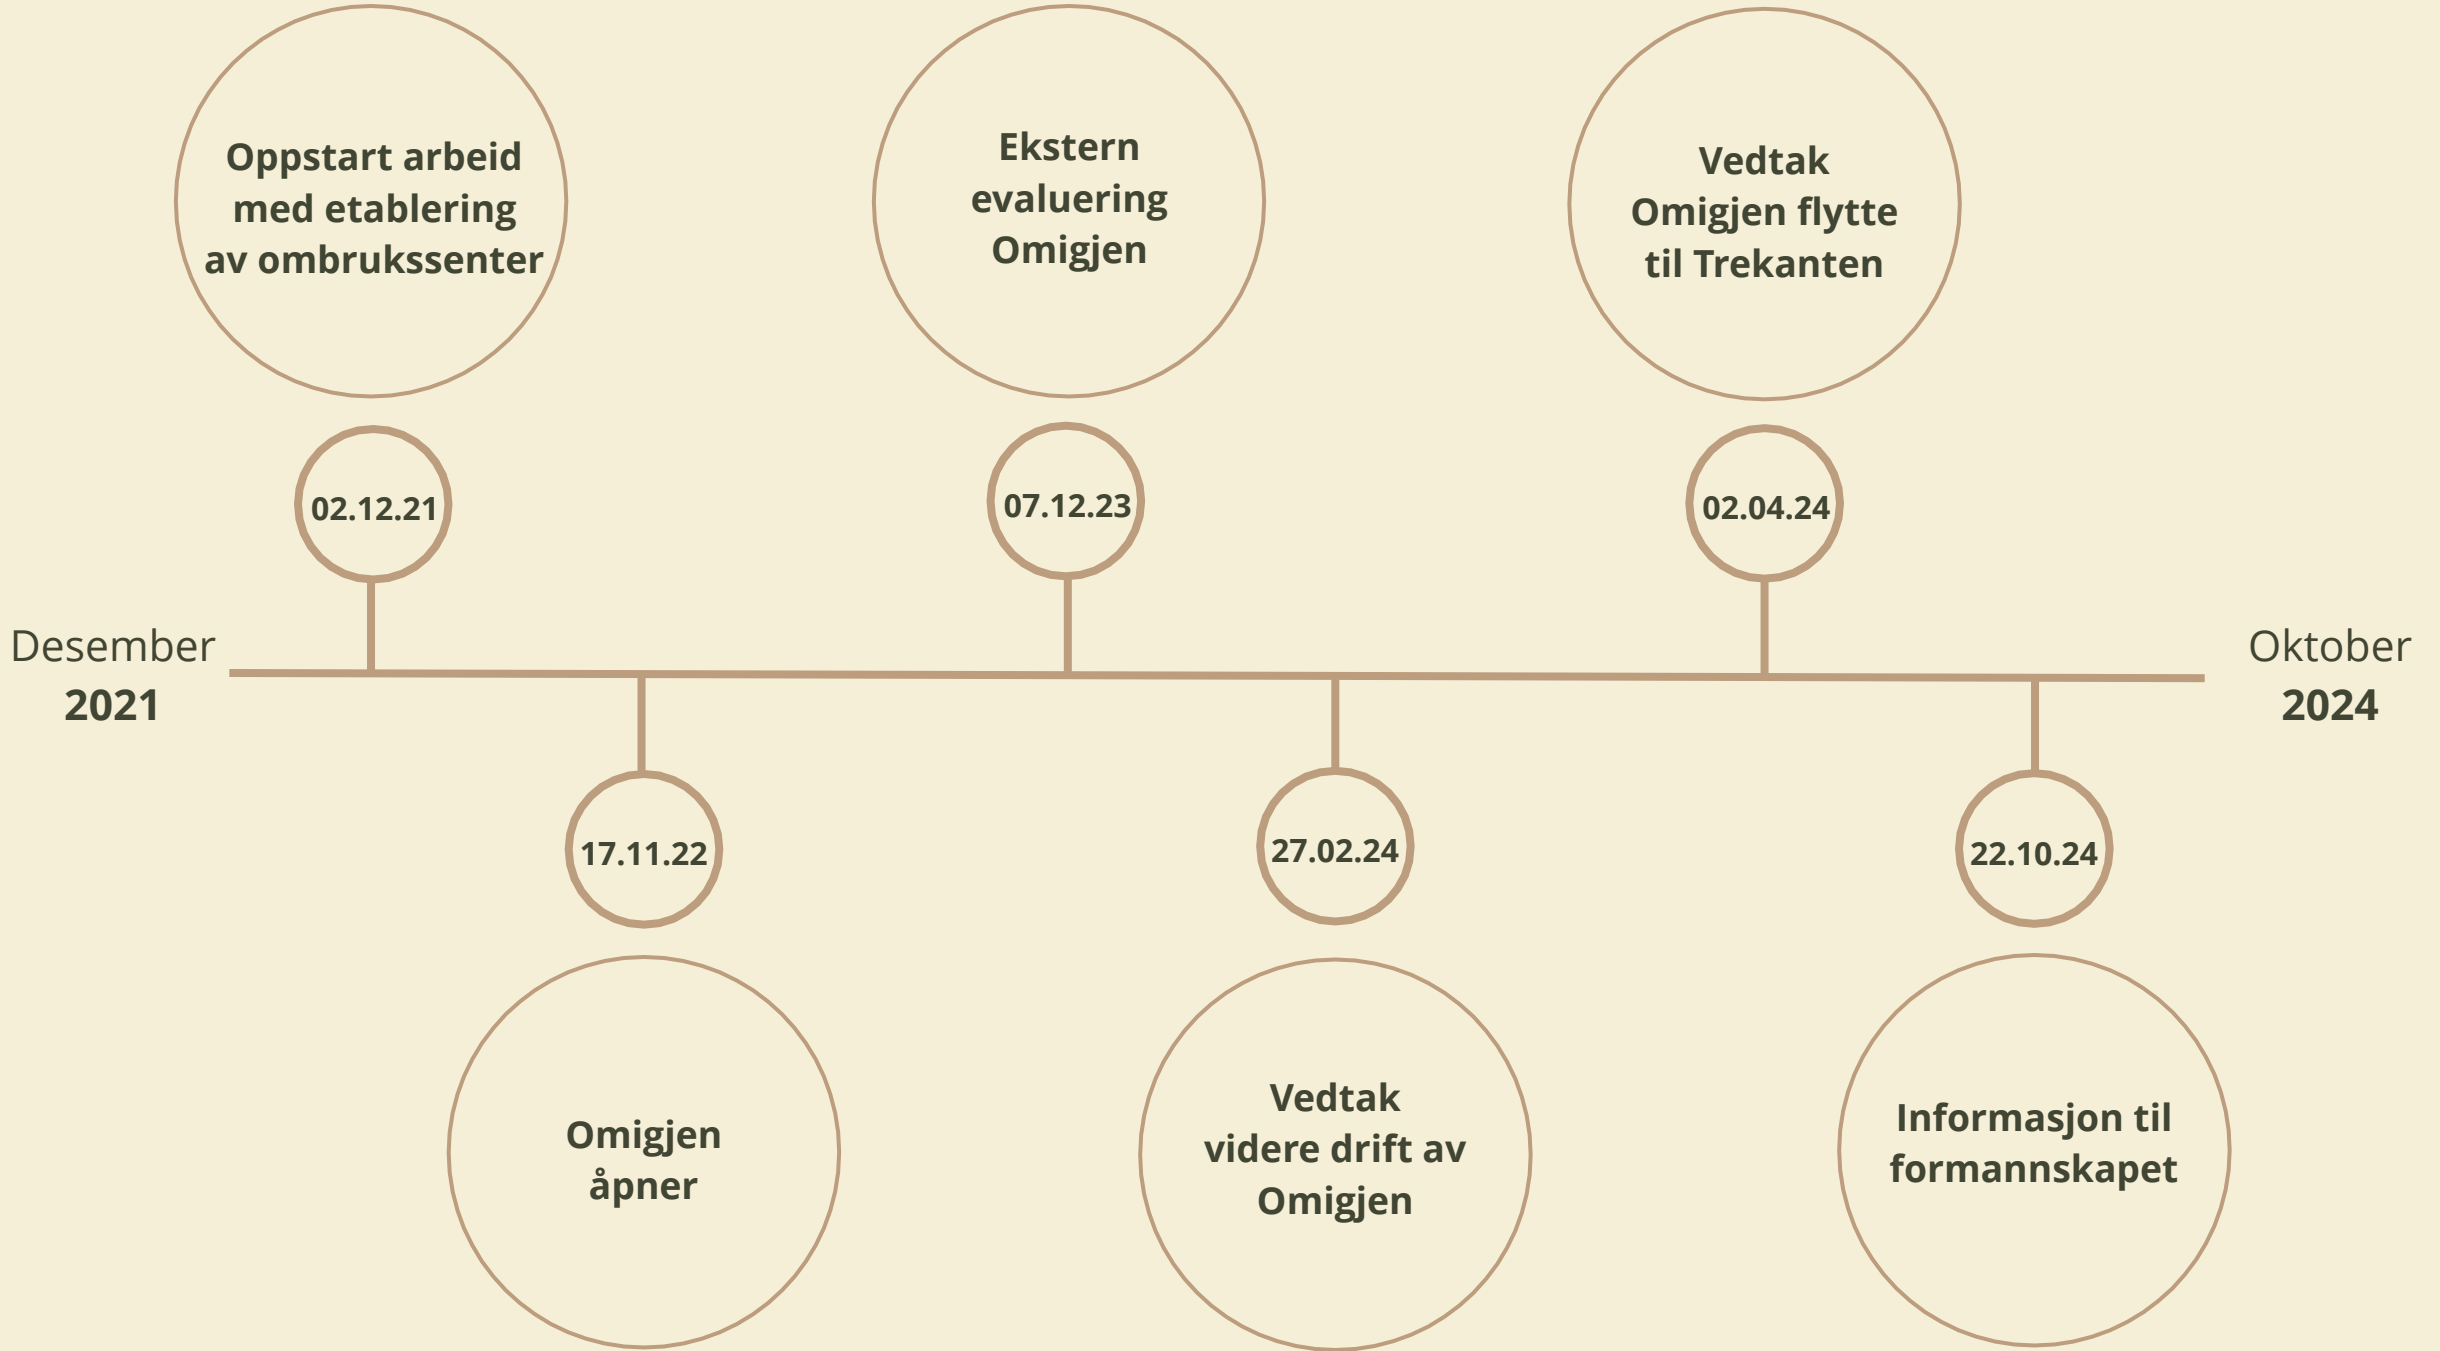 Oppstart arbeid
med etablering
av ombrukssenter
Ekstern
evaluering
Omigjen
Vedtak
Omigjen flytte
til Trekanten
02.12.21
07.12.23
02.04.24
Desember
2021
Oktober
2024
17.11.22
27.02.24
22.10.24
Omigjen
åpner
Vedtak
videre drift av
Omigjen
Informasjon til
formannskapet